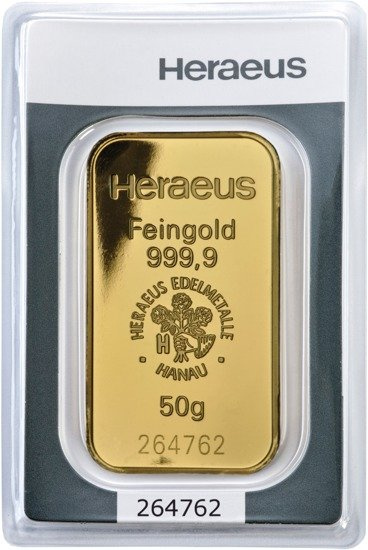 Heraeus
Heraeus
Feingold
999,9
HERAEUS EDELMETALLE
H
· HANAU ·
50g
264762
264762